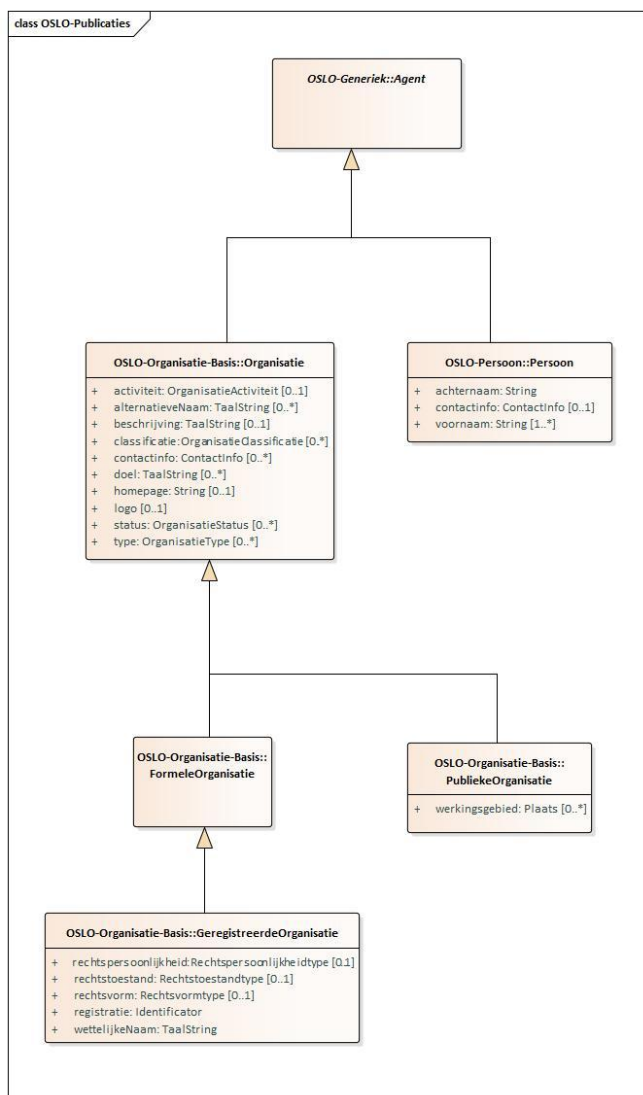 class OSLO-Publicaties
OSLO-Generiek::Agent
OSLO-Organisatie-Basis::Organisatie
+ activiteit: OrganisatieActiviteit [0..1]
+ alternatieveNaam: TaalString [0..*]
+ beschrijving: TaalString [0..1]
+ classificatie:OrganisatieClassificatie [0.*]
+ contactinfo: ContactInfo [0..*]
+ doel: TaalString [0..*]
+ homepage: String [0..1]
+ logo [0..1]
+ status: OrganisatieStatus [0..*]
+ type: OrganisatieType [0..*]
OSLO-Persoon::Persoon
+ achternaam: String
+ contactinfo: ContactInfo [0..1]
+ voornaam: String [1..*]
OSLO-Organisatie-Basis::
FormeleOrganisatie
OSLO-Organisatie-Basis::
PubliekeOrganisatie
+ werkingsgebied: Plaats [0..*]
OSLO-Organisatie-Basis::GeregistreerdeOrganisatie
+ rechtspersoonlijkheid:Rechtspersoonlijkheidtype [0.1]
+ rechtstoestand: Rechtstoestandtype [0..1]
+ rechtsvorm: Rechtsvormtype [0..1]
+ registratie: Identificator
+ wettelijkeNaam: TaalString